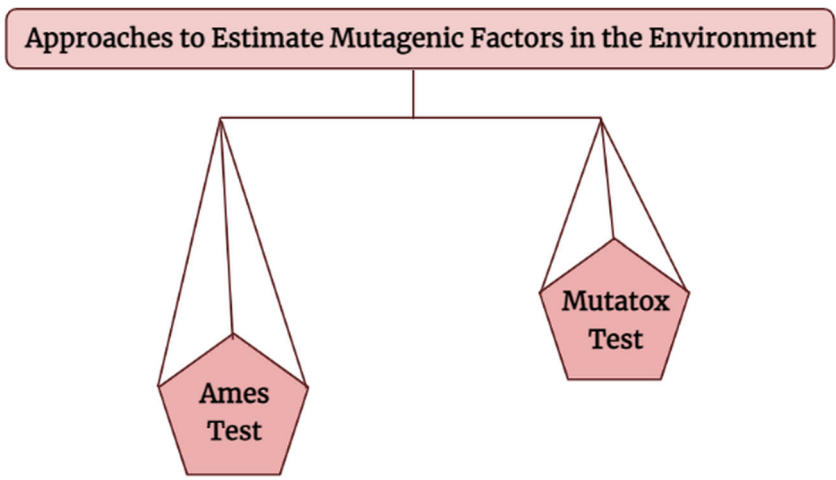 Approaches to Estimate Mutagenic Factors in the Environment
Mutatox
Test
Ames
Test